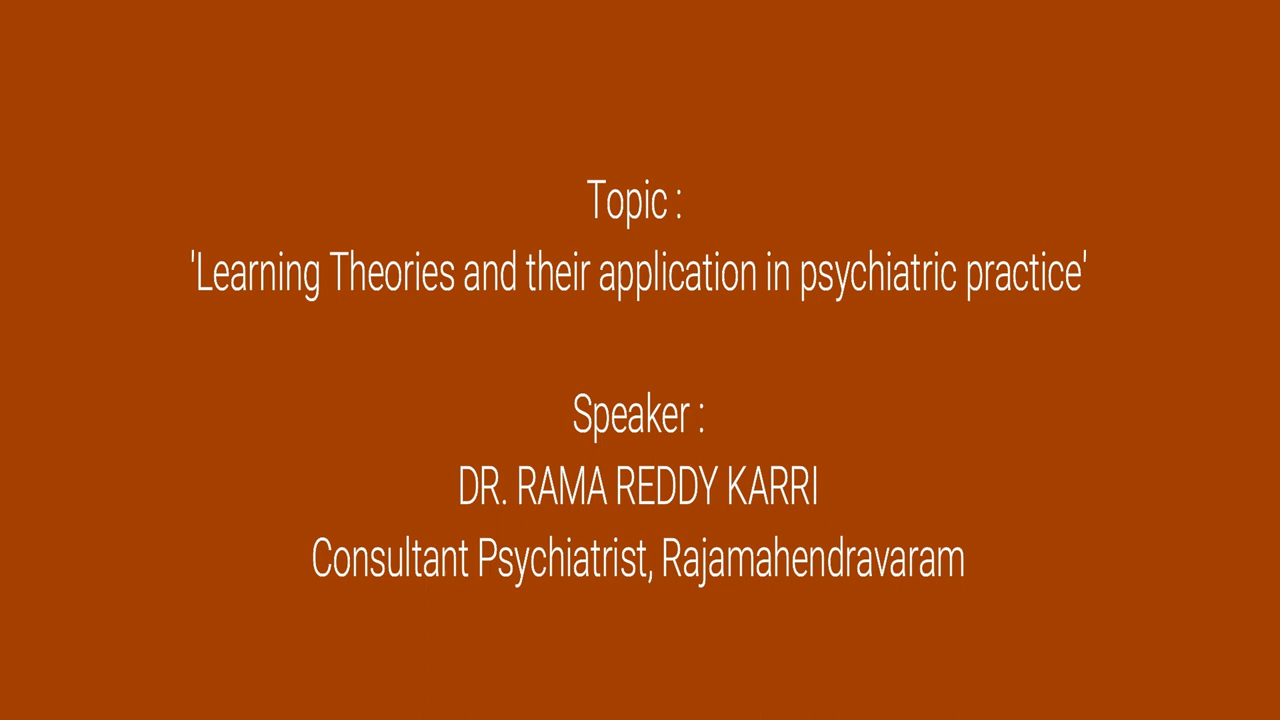 Topic :
'Learning Theories and their application in psychiatric practice'
Speaker :
DR. RAMA REDDY KARRI
Consultant Psychiatrist, Rajamahendravaram